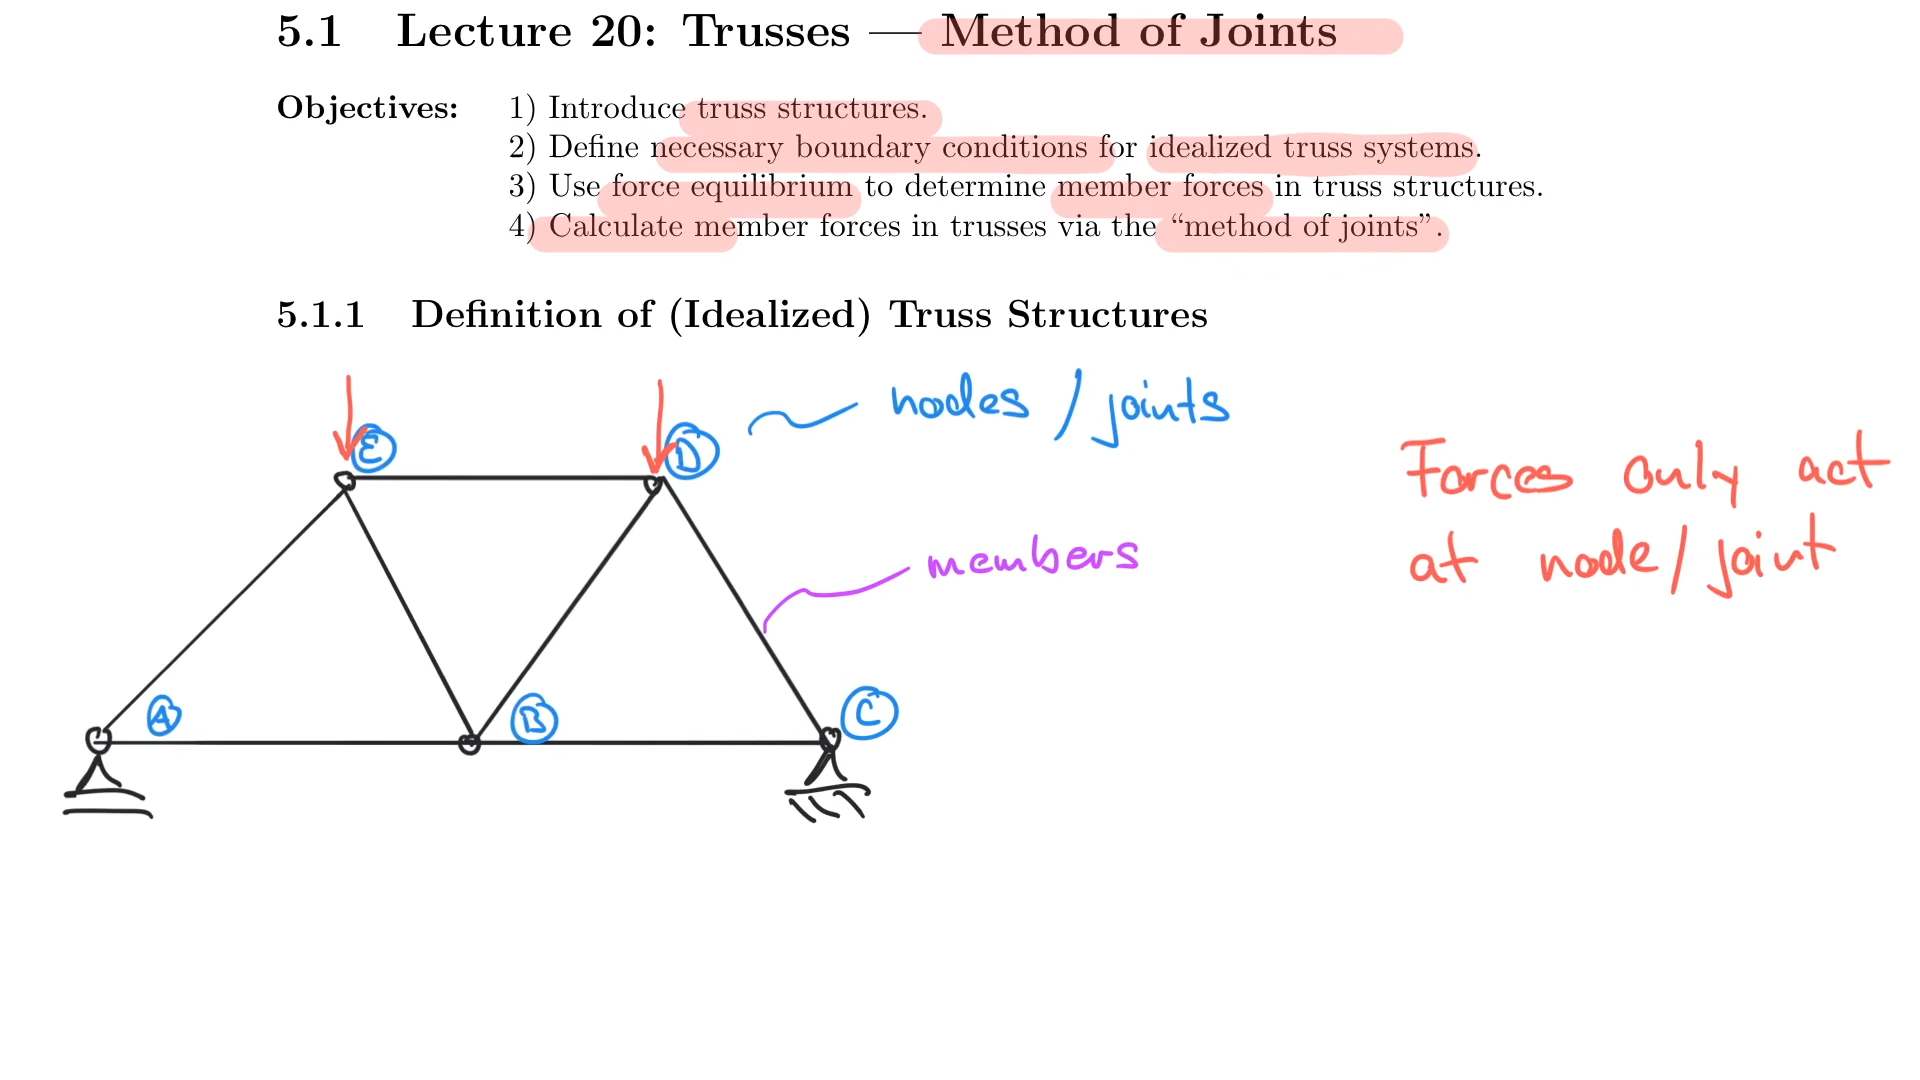 5.1 Lecture 20: Trusses — Method of Joints
Objectives: 1) Introduce truss structures.
2) Define necessary boundary conditions for idealized truss systems.
3) Use force equilibrium to determine member forces in truss structures.
4) Calculate member forces in trusses via the “method of joints”.
5.1.1 Definition of (Idealized) Truss Structures
nodes / joints
E
D
Forces only act
at node / joint
members
A
B
C